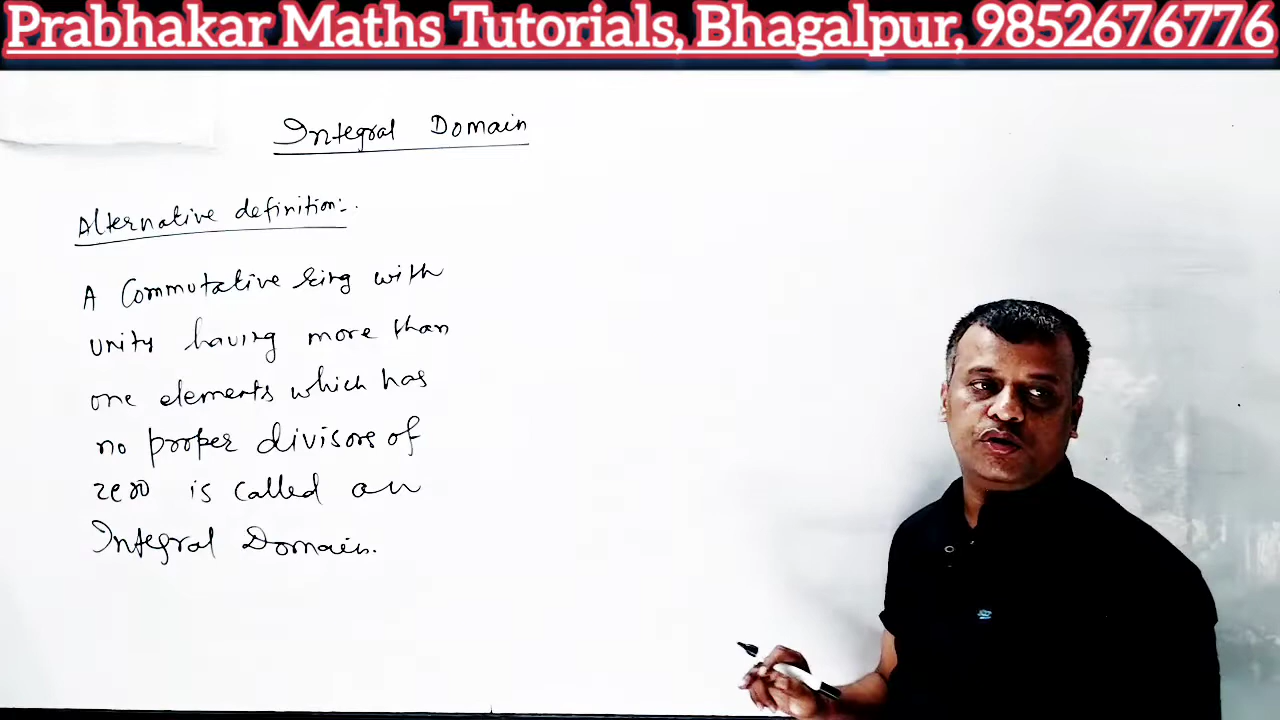 Prabhakar Maths Tutorials, Bhagalpur, 9852676776
Integral Domain
Alternative definition:-
A Commutative ring with
unity having more than
one elements which has
no proper divisors of
zero is called an
Integral Domain.